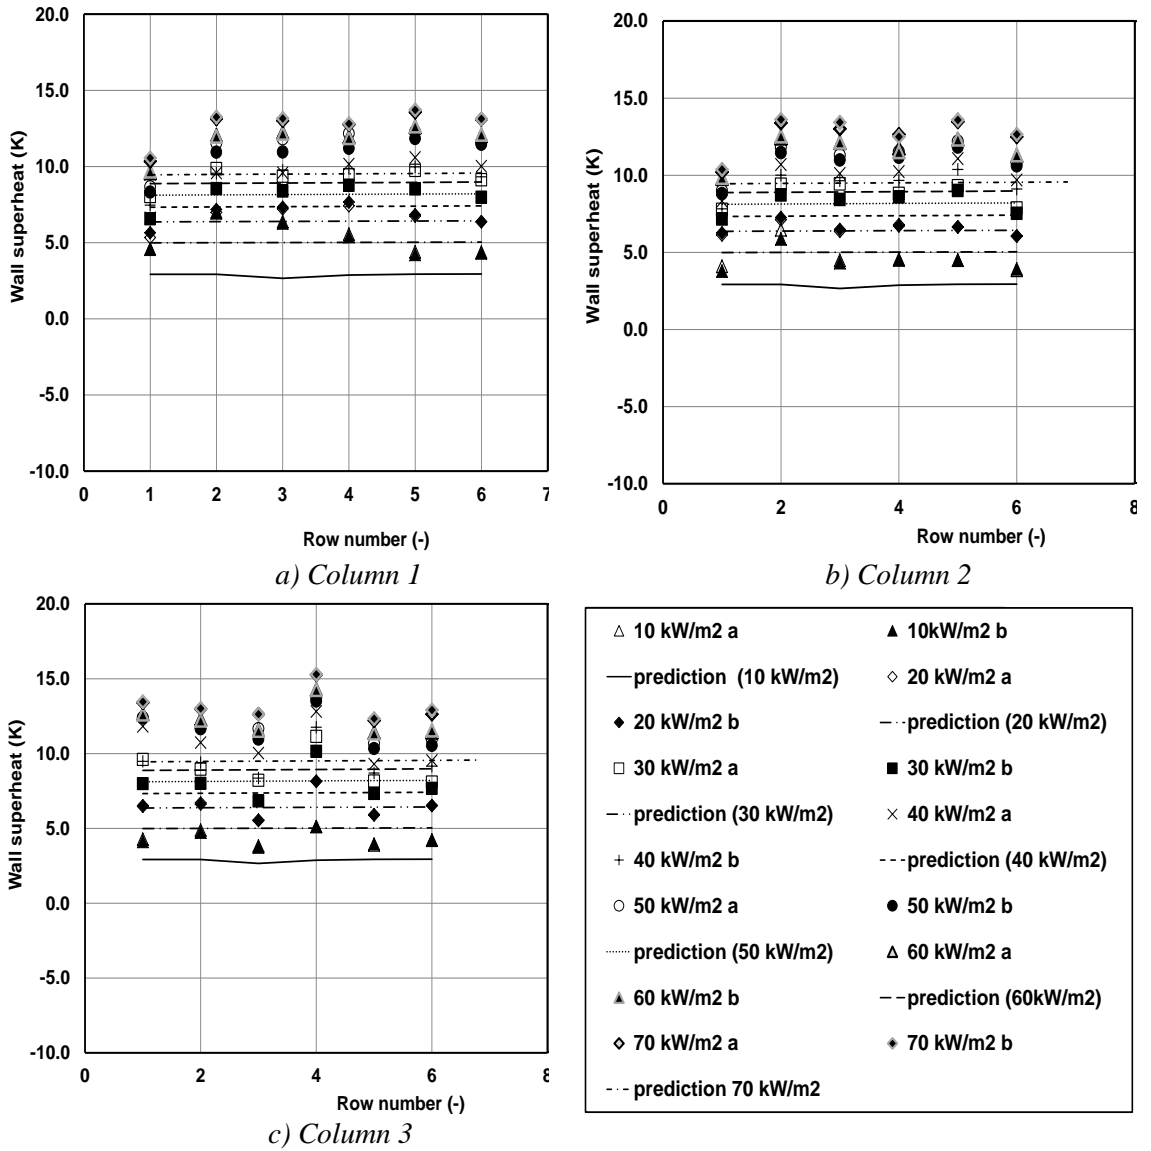 20.0
15.0
10.0
5.0
0.0
-5.0
-10.0
Wall superheat (K)
0 1 2 3 4 5 6 7
Row number (-)
a) Column 1
20.0
15.0
10.0
5.0
0.0
-5.0
-10.0
Wall superheat (K)
0 2 4 6 8
Row number (-)
b) Column 2
20.0
15.0
10.0
5.0
0.0
-5.0
-10.0
Wall superheat (K)
0 2 4 6 8
Row number (-)
c) Column 3
10 kW/m2 a 10kW/m2 b
prediction (10 kW/m2) 20 kW/m2 a
20 kW/m2 b prediction (20 kW/m2)
30 kW/m2 a 30 kW/m2 b
prediction (30 kW/m2) 40 kW/m2 a
40 kW/m2 b prediction (40 kW/m2)
50 kW/m2 a 50 kW/m2 b
prediction (50 kW/m2) 60 kW/m2 a
60 kW/m2 b prediction (60kW/m2)
70 kW/m2 a 70 kW/m2 b
prediction 70 kW/m2